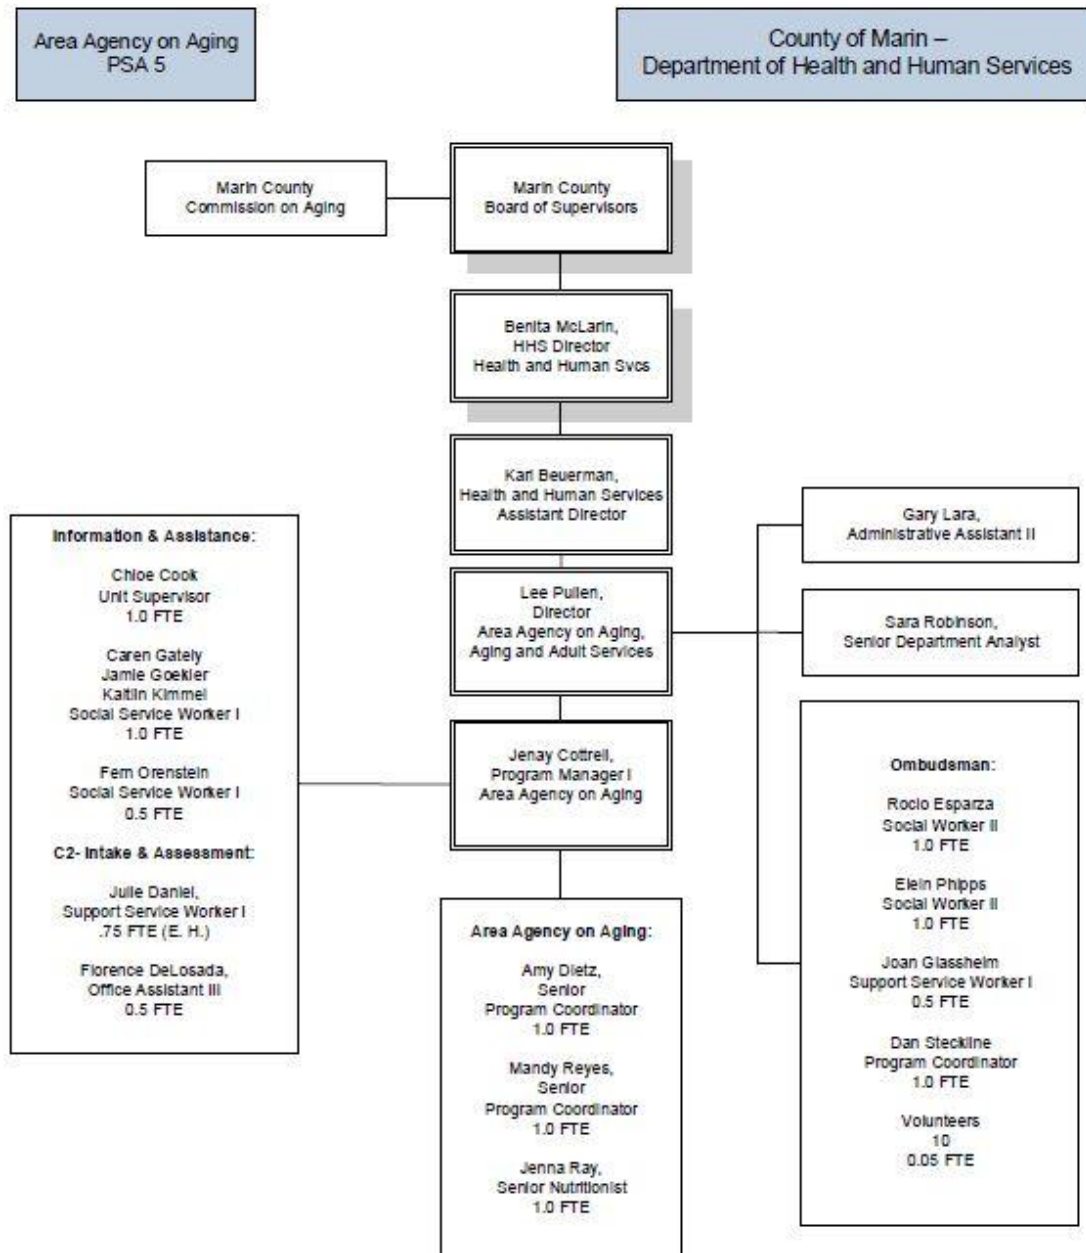 Area Agency on Aging
PSA 5
County of Marin –
Department of Health and Human Services
Marin County
Commission on Aging
Marin County
Board of Supervisors
Benita McLarin,
HHS Director
Health and Human Svcs
Kari Beuerman,
Health and Human Services
Assistant Director
Lee Pullen,
Director
Area Agency on Aging,
Aging and Adult Services
Gary Lara,
Administrative Assistant II
Sara Robinson,
Senior Department Analyst
Jenay Cottrell,
Program Manager I
Area Agency on Aging
Information & Assistance:
Chloe Cook
Unit Supervisor
1.0 FTE
Caren Gately
Jamie Goekler
Kaitlin Kimmel
Social Service Worker I
1.0 FTE
Fern Orenstein
Social Service Worker I
0.5 FTE
C2- Intake & Assessment:
Julie Daniel,
Support Service Worker I
.75 FTE (E. H.)
Florence DeLosada,
Office Assistant III
0.5 FTE
Area Agency on Aging:
Amy Dietz,
Senior
Program Coordinator
1.0 FTE
Mandy Reyes,
Senior
Program Coordinator
1.0 FTE
Jenna Ray,
Senior Nutritionist
1.0 FTE
Ombudsman:
Rocio Esparza
Social Worker II
1.0 FTE
Elein Phipps
Social Worker II
1.0 FTE
Joan Glassheim
Support Service Worker I
0.5 FTE
Dan Steckline
Program Coordinator
1.0 FTE
Volunteers
10
0.05 FTE